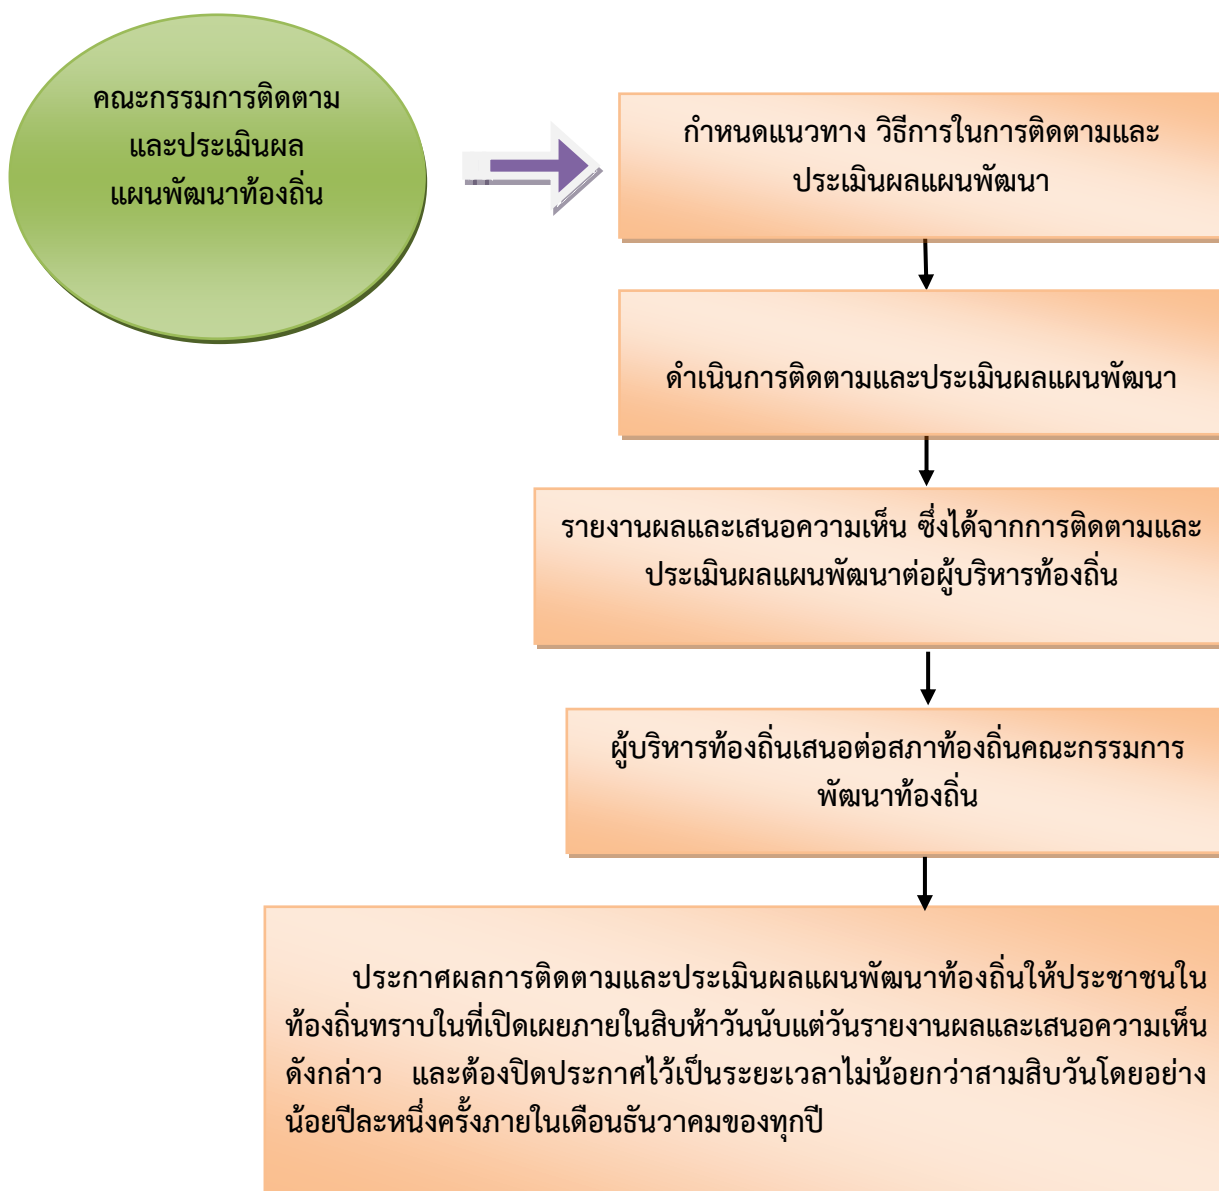 คณะกรรมการติดตาม
และประเมินผล
แผนพัฒนาท้องถิ่น
กำหนดแนวทาง วิธีการในการติดตามและ
ประเมินผลแผนพัฒนา
ดำเนินการติดตามและประเมินผลแผนพัฒนา
รายงานผลและเสนอความเห็น ซึ่งได้จากการติดตามและ
ประเมินผลแผนพัฒนาต่อผู้บริหารท้องถิ่น
ผู้บริหารท้องถิ่นเสนอต่อสภาท้องถิ่นคณะกรรมการ
พัฒนาท้องถิ่น
ประกาศผลการติดตามและประเมินผลแผนพัฒนาท้องถิ่นให้ประชาชนใน
ท้องถิ่นทราบในที่เปิดเผยภายในสิบห้าวันนับแต่วันรายงานผลและเสนอความเห็น
ดังกล่าว และต้องปิดประกาศไว้เป็นระยะเวลาไม่น้อยกว่าสามสิบวันโดยอย่าง
น้อยปีละหนึ่งครั้งภายในเดือนธันวาคมของทุกปี